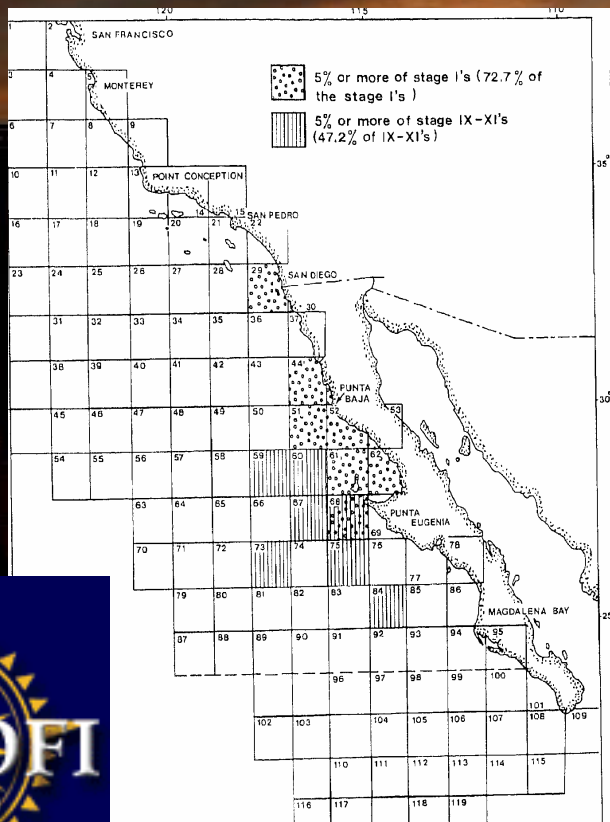 120 115 110
1 2 SAN FRANCISCO
5% or more of stage I's (72.7% of
the stage I's)
3 4 5 MONTEREY
5% or more of stage IX-XI's
(47.2% of IX-XI's)
6 7 8 9
35°
10 11 12 13 POINT CONCEPTION
14 15 SAN PEDRO
16 17 18 19 20 21 22
23 24 25 26 27 28 29 SAN DIEGO
30
31 32 33 34 35 36 37
38 39 40 41 42 43 44
PUNTA
BAJA
30°
45 46 47 48 49 50 51 52 53
54 55 56 57 58 59 60 61 62
63 64 65 66 67 68
PUNTA
EUGENIA
69
70 71 72 73 74 75 76 78
77
79 80 81 82 83 84 85 86
MAGDALENA BAY
25°
87 88 89 90 91 92 93 94 95
96 97 98 99 100
101
102 103 104 105 106 107 108 109
110 111 112 113 114 115
116 117 118 119
OFI